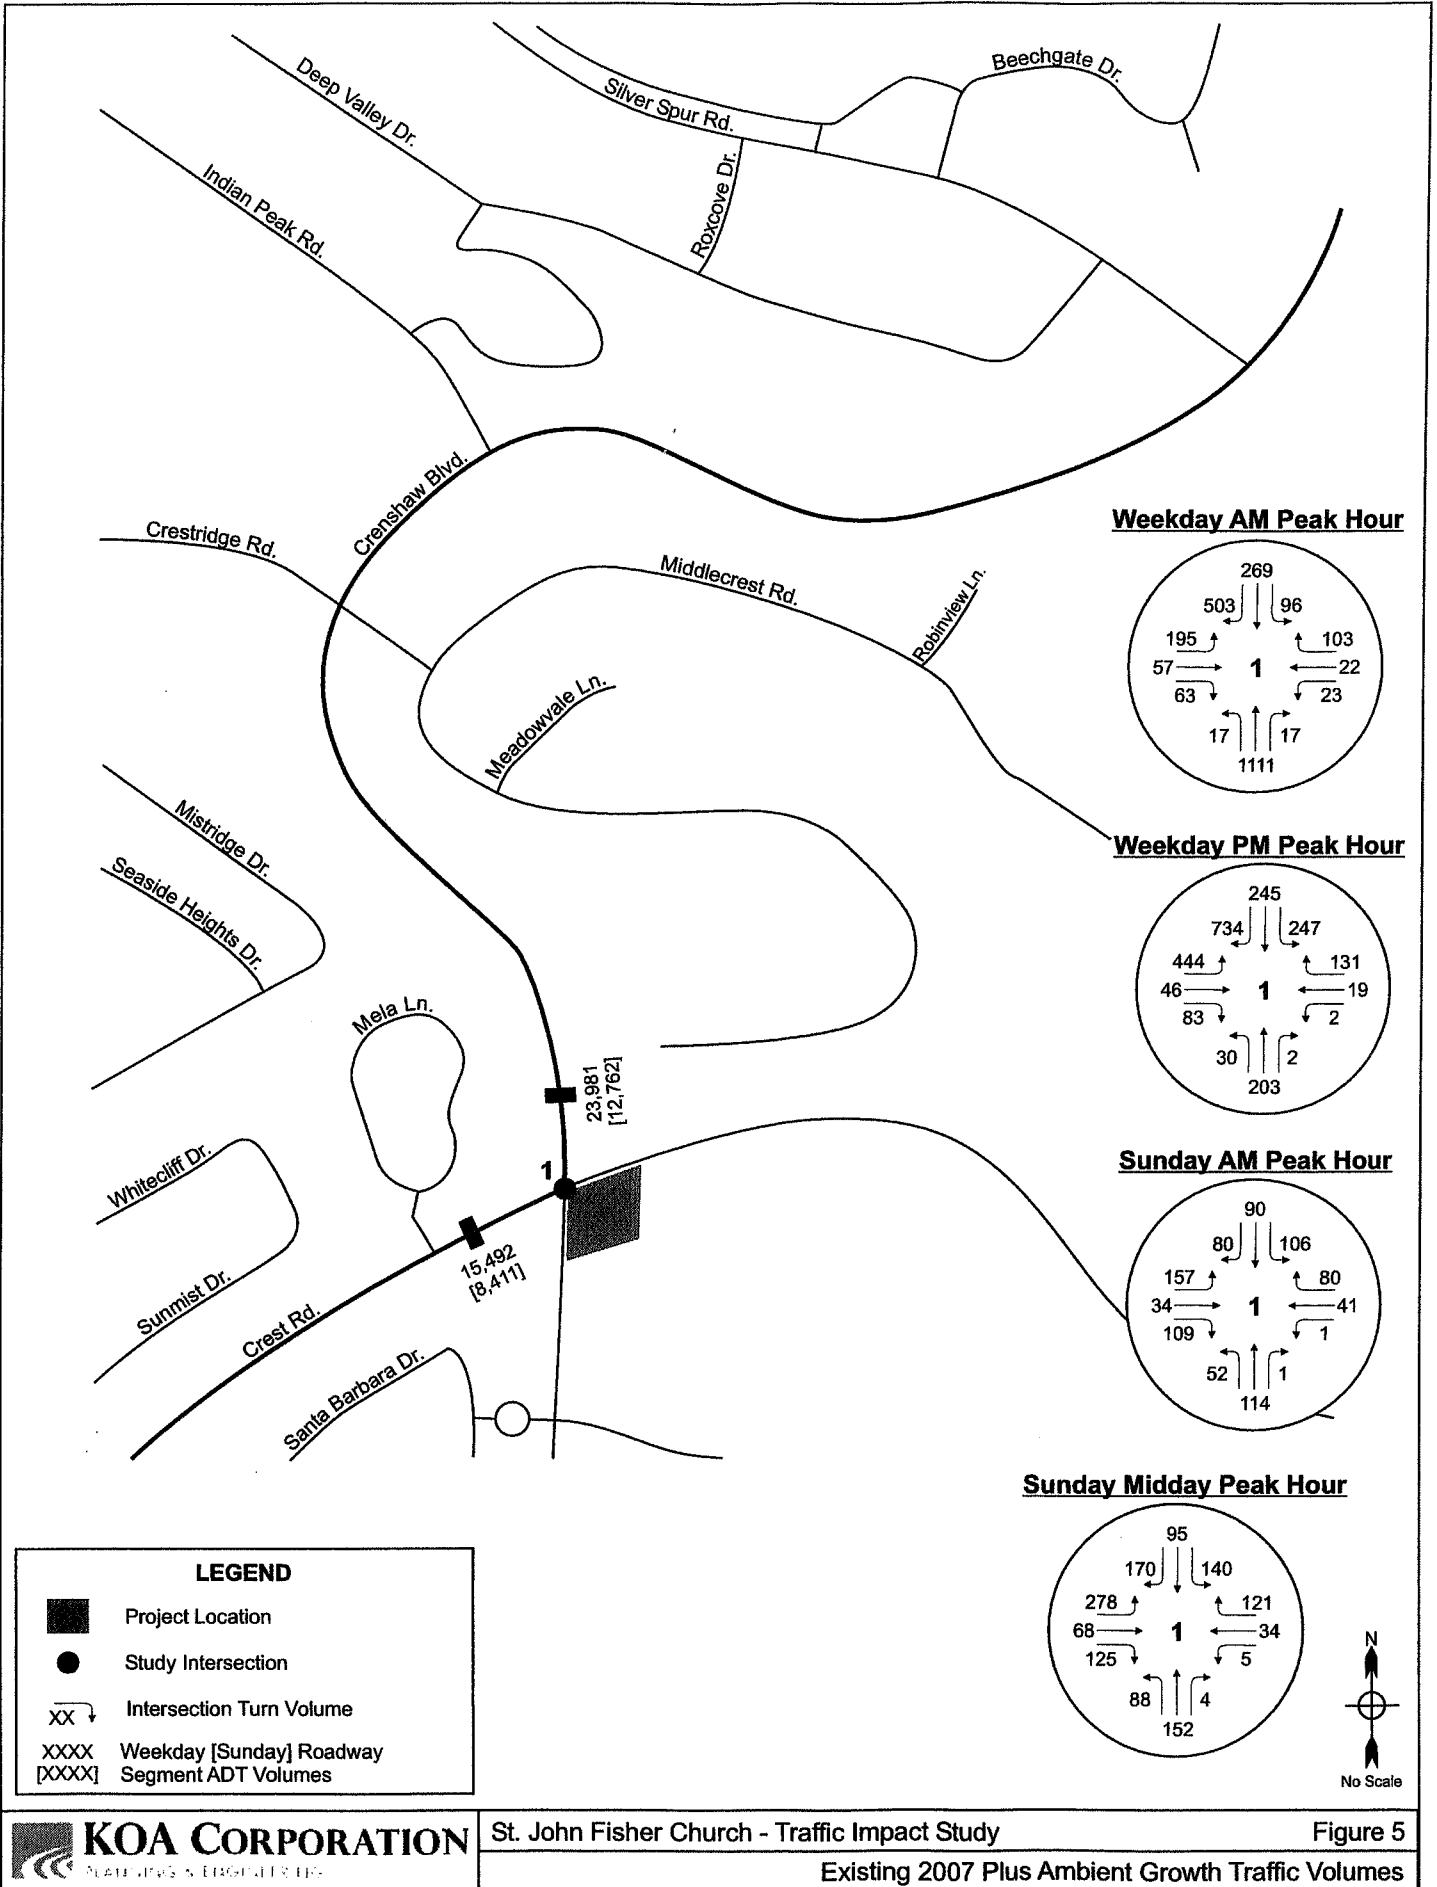 Beechgate Dr.
Silver Spur Rd.
Deep Valley Dr.
Roxcove Dr.
Indian Peak Rd.
Crenshaw Blvd.
Crestridge Rd.
Middlecrest Rd.
Robinview Ln.
Meadowvale Ln.
Mistridge Dr.
Seaside Heights Dr.
Mela Ln.
23,981
[12,762]
1
Whitecliff Dr.
15,492
[8,411]
Sunmist Dr.
Crest Rd.
Santa Barbara Dr.
Weekday AM Peak Hour
269
503 96
195 103
57 1 22
63 23
17 17
1111
Weekday PM Peak Hour
245
734 247
444 131
46 1 19
83 2
30 2
203
Sunday AM Peak Hour
90
80 106
157 80
34 1 41
109 1
52 1
114
Sunday Midday Peak Hour
95
170 140
278 121
68 1 34
125 5
88 4
152
N
No Scale
LEGEND
Project Location
Study Intersection
XX Intersection Turn Volume
XXXX Weekday [Sunday] Roadway
[XXXX] Segment ADT Volumes
KOA CORPORATION
PLANNING & ENGINEERING
St. John Fisher Church - Traffic Impact Study Figure 5
Existing 2007 Plus Ambient Growth Traffic Volumes